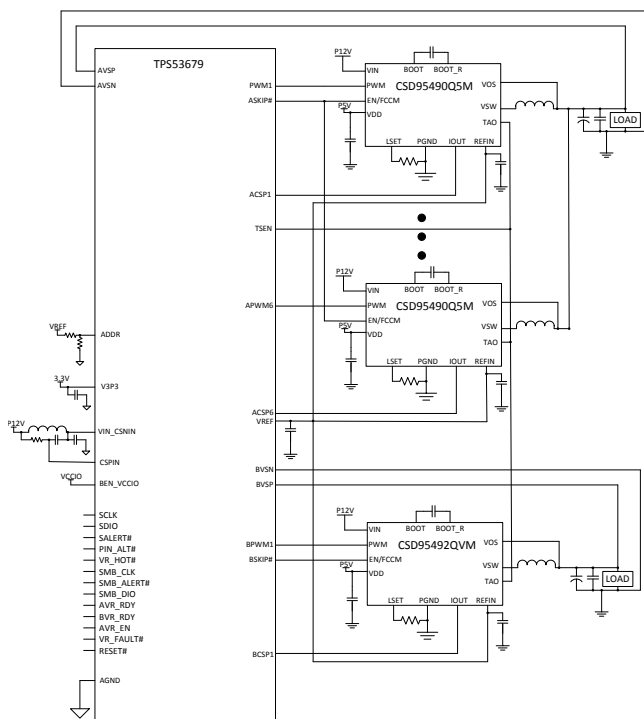 TPS53679
AVSP
AVSN
PWM1
ASKIP#
ACSP1
TSEN
APWM6
VREF
ADDR
3.3V
V3P3
ACSP6
VREF
P12V
VIN_CSNIN
CSPIN
VCCIO
BEN_VCCIO
BVSN
BVSP
SCLK
SDIO
SALERT#
PIN_ALT#
VR_HOT#
SMB_CLK
SMB_ALERT#
SMB_DIO
AVR_RDY
BVR_RDY
AVR_EN
VR_FAULT#
RESET#
BPWM1
BSKIP#
BCSP1
AGND
P12V
VIN
BOOT BOOT_R
CSD95490Q5M
PWM
EN/FCCM
P5V
VDD
VOS
VSW
TAO
LSET PGND IOUT REFIN
LOAD
P12V
VIN
BOOT BOOT_R
CSD95490Q5M
PWM
EN/FCCM
P5V
VDD
VOS
VSW
TAO
LSET PGND IOUT REFIN
P12V
VIN
BOOT BOOT_R
CSD95492QVM
PWM
EN/FCCM
P5V
VDD
VOS
VSW
TAO
LSET PGND IOUT REFIN
LOAD